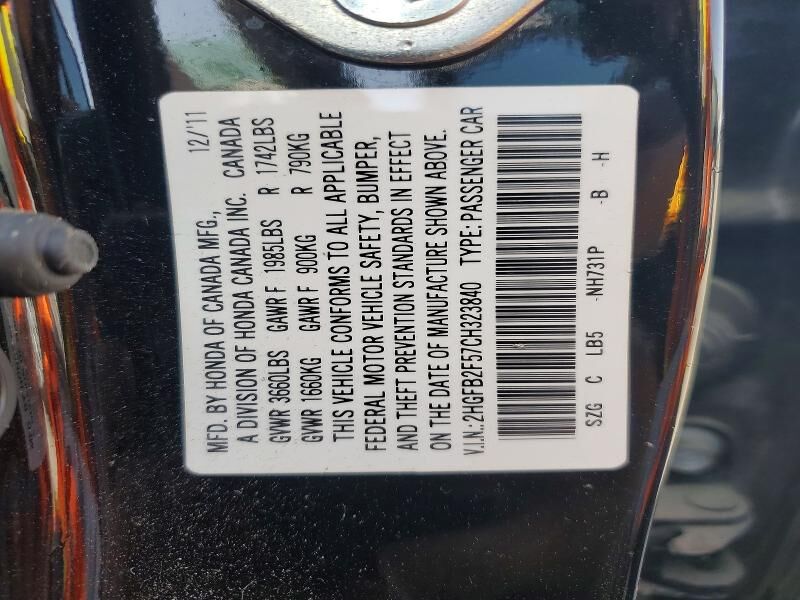 MFD. BY HONDA OF CANADA MFG., 12/'11
A DIVISION OF HONDA CANADA INC. CANADA
GVWR 3660LBS GAWR F 1985LBS R 1742LBS
GVWR 1660KG GAWR F 900KG R 790KG
THIS VEHICLE CONFORMS TO ALL APPLICABLE
FEDERAL MOTOR VEHICLE SAFETY, BUMPER,
AND THEFT PREVENTION STANDARDS IN EFFECT
ON THE DATE OF MANUFACTURE SHOWN ABOVE.
V.I.N.:2HGFB2F57CH323840 TYPE: PASSENGER CAR
SZG C LB5 -NH731P -B -H